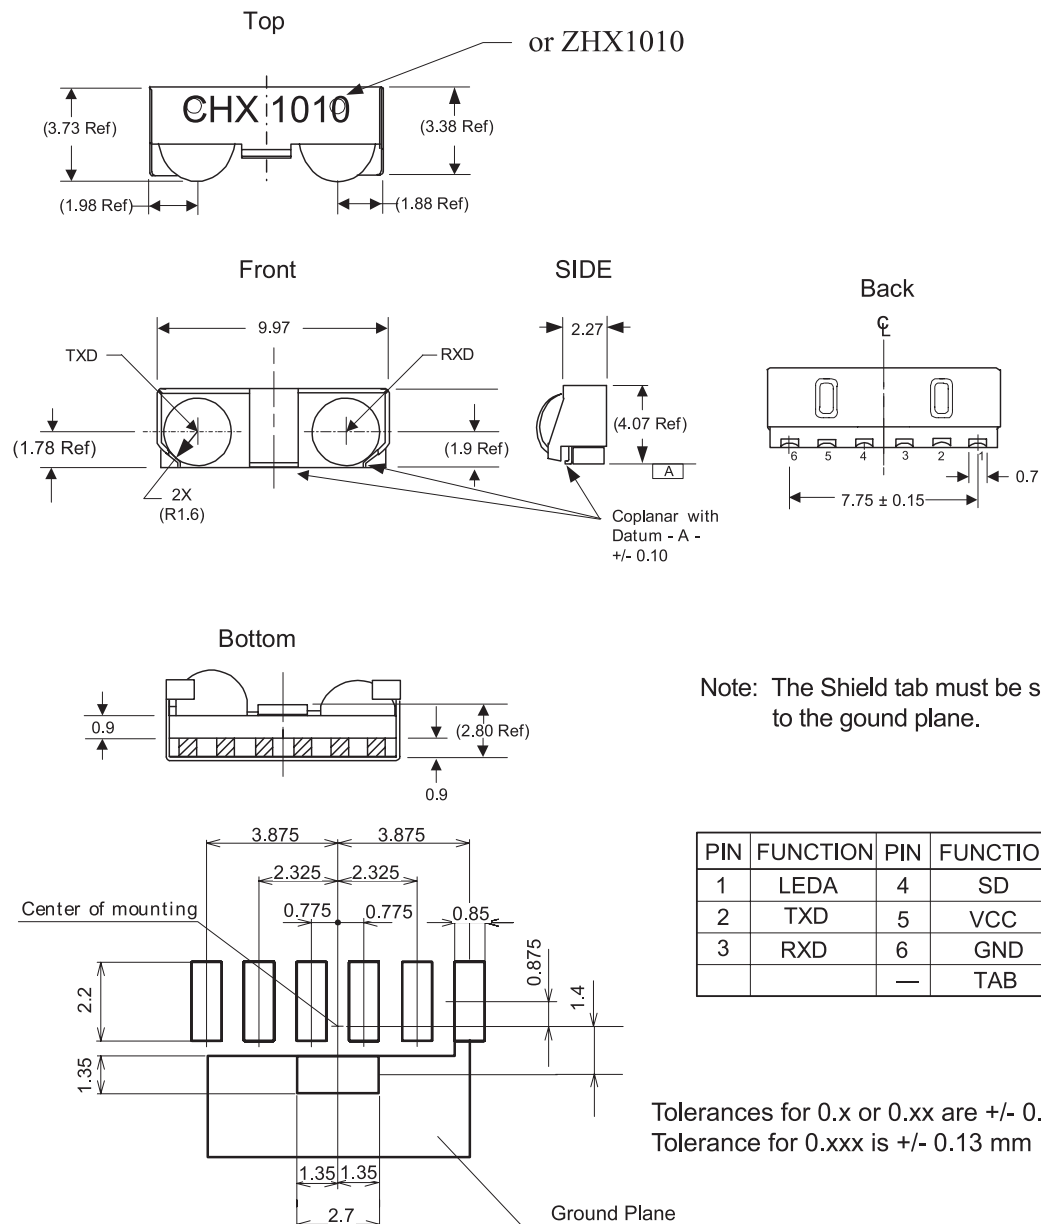 Top
or ZHX1010
CHX 1010
(3.73 Ref)
(3.38 Ref)
(1.98 Ref)
(1.88 Ref)
Front
SIDE
Back
9.97
2.27
℄
TXD
RXD
(1.78 Ref)
(1.9 Ref)
(4.07 Ref)
A
6 5 4 3 2 1
0.7
7.75 ± 0.15
2X
(R1.6)
Coplanar with
Datum - A -
+/- 0.10
Bottom
Note: The Shield tab must be s
to the gound plane.
0.9
(2.80 Ref)
0.9
3.875 3.875
2.325 2.325
Center of mounting
0.775 0.775
0.85
0.875
2.2
1.4
1.35
1.35 1.35
2.7
Ground Plane
PIN FUNCTION PIN FUNCTIO
1 LEDA 4 SD
2 TXD 5 VCC
3 RXD 6 GND
— TAB
Tolerances for 0.x or 0.xx are +/- 0.
Tolerance for 0.xxx is +/- 0.13 mm